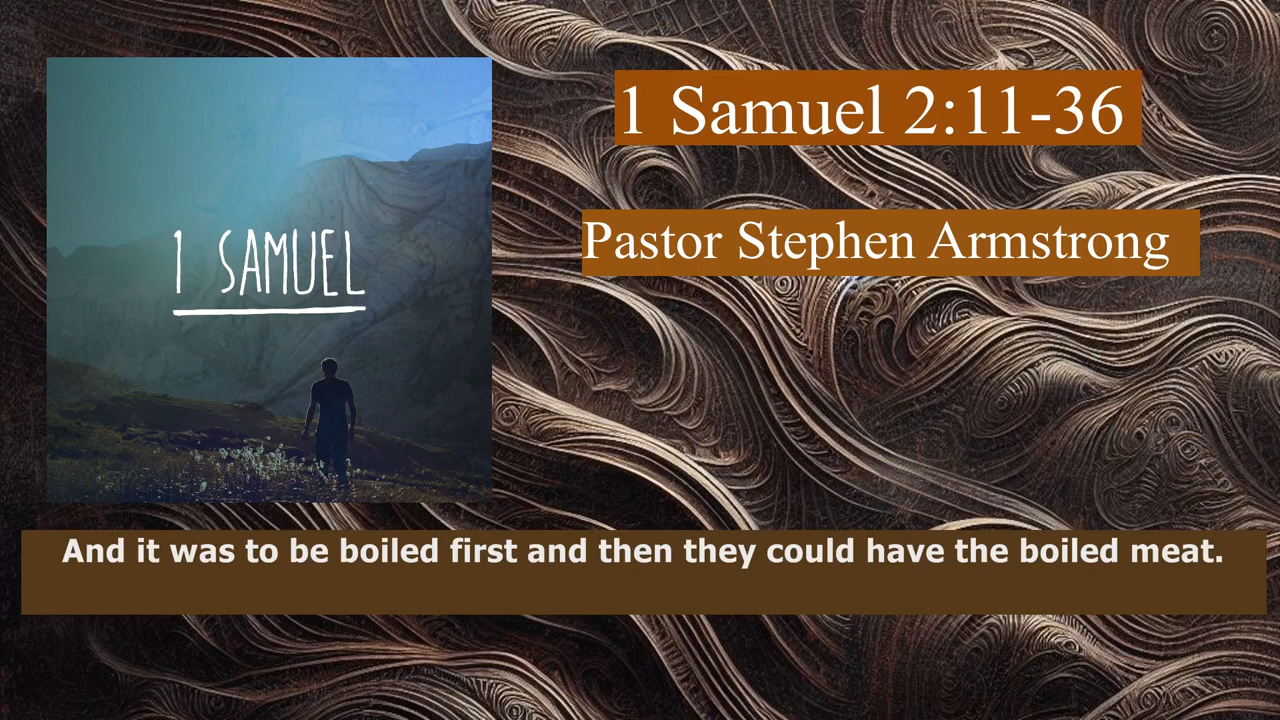 1 SAMUEL
1 Samuel 2:11-36
Pastor Stephen Armstrong
And it was to be boiled first and then they could have the boiled meat.